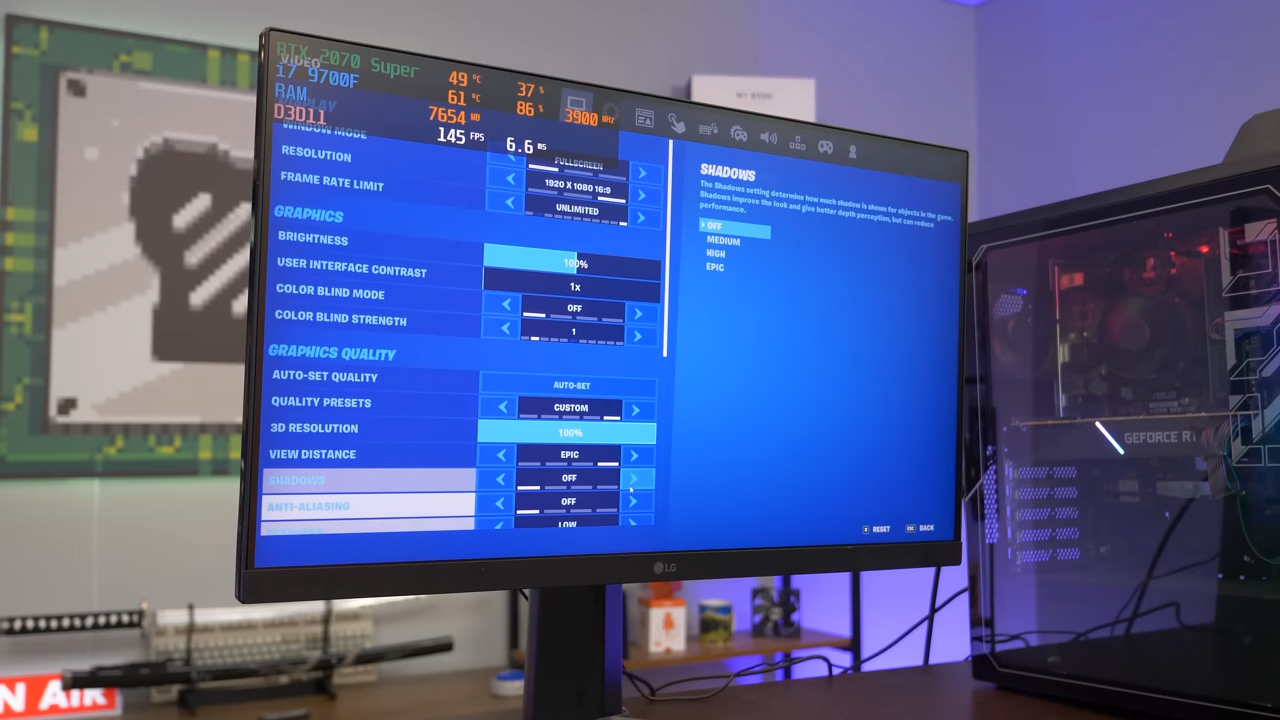 RTX 2070 Super 49 °C 37 %
VIDEO
i7 9700F 61 °C 86 % 3900 MHz
RAM 7654 MB
DISPLAY
D3D11 145 FPS 6.6 ms
WINDOW MODE FULLSCREEN
RESOLUTION 1920 X 1080 16:9
FRAME RATE LIMIT UNLIMITED
GRAPHICS
BRIGHTNESS 100%
USER INTERFACE CONTRAST 1x
COLOR BLIND MODE OFF
COLOR BLIND STRENGTH 1
GRAPHICS QUALITY
AUTO-SET QUALITY AUTO-SET
QUALITY PRESETS CUSTOM
3D RESOLUTION 100%
VIEW DISTANCE EPIC
SHADOWS OFF
ANTI-ALIASING OFF
LOW
SHADOWS
The Shadows setting determine how much shadow is shown for objects in the game.
Shadows improve the look and give better depth perception, but can reduce
performance.
OFF
MEDIUM
HIGH
EPIC
RESET
ESC BACK
LG
GEFORCE RT
N AIR